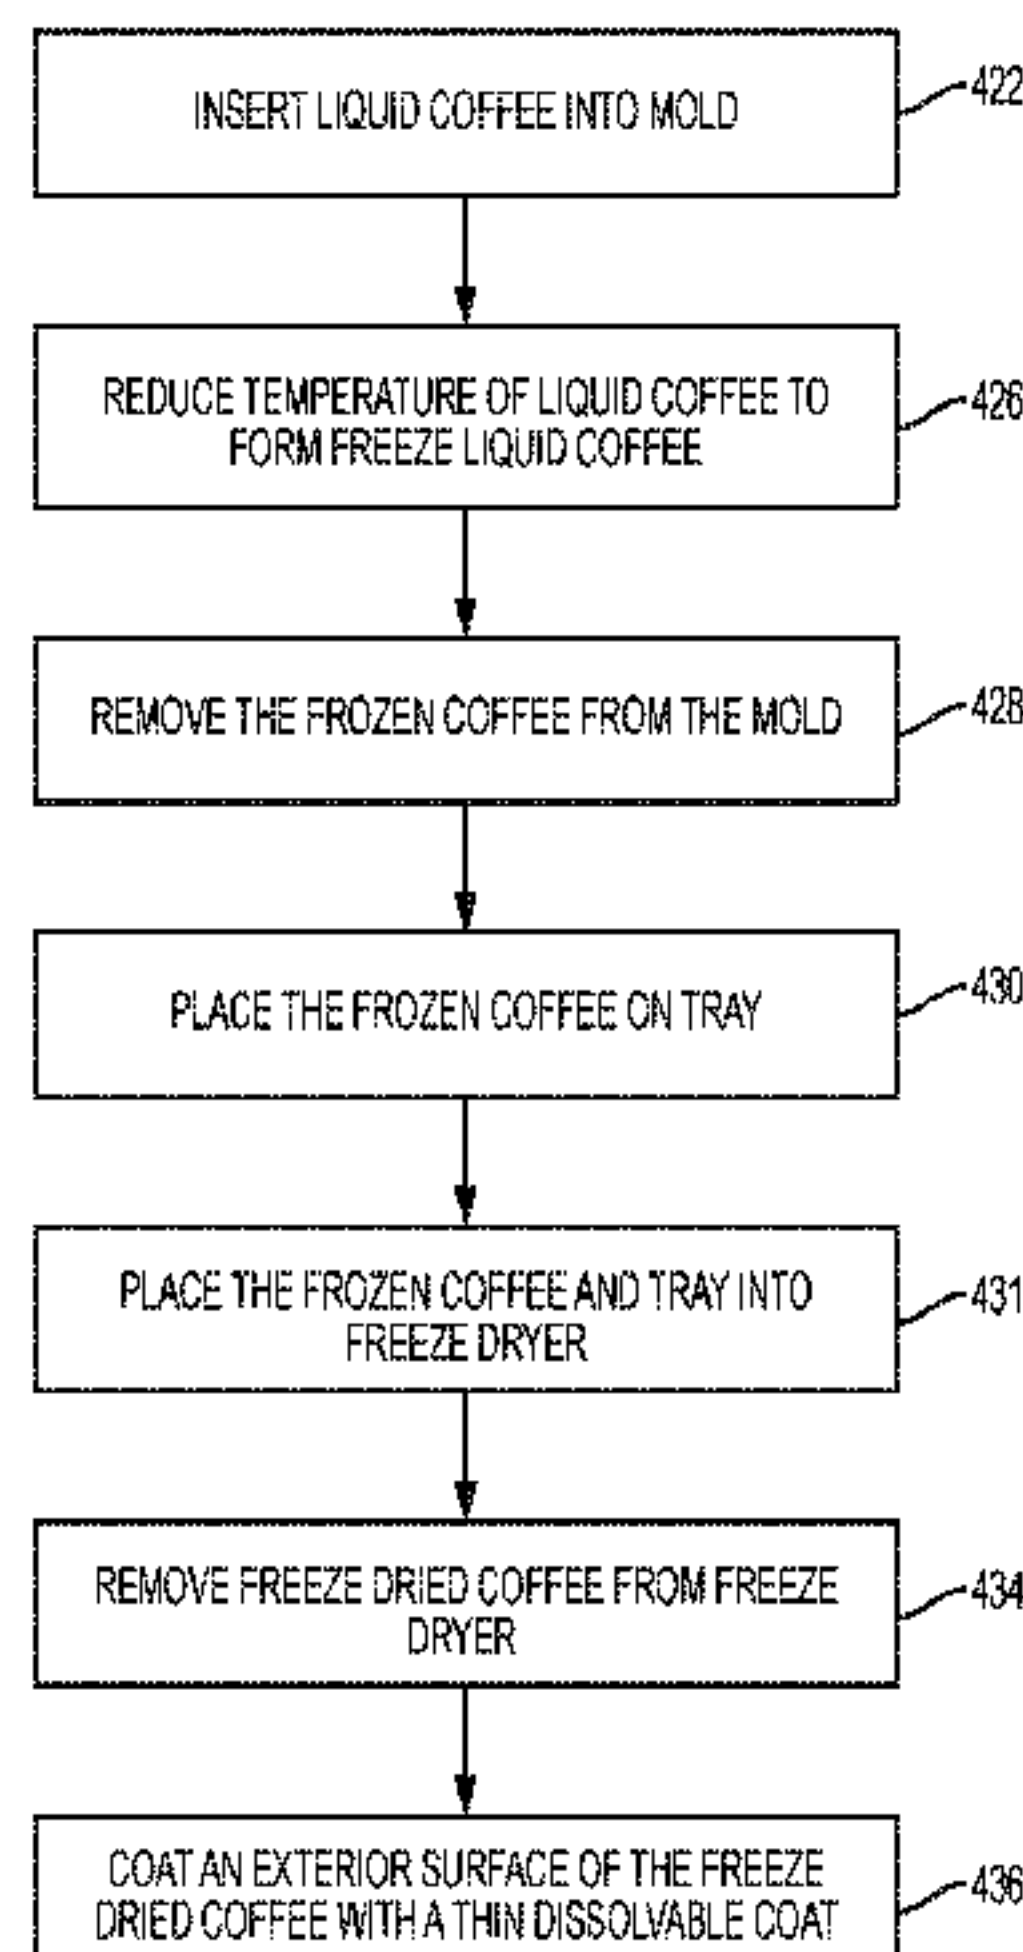 INSERT LIQUID COFFEE INTO MOLD
422
REDUCE TEMPERATURE OF LIQUID COFFEE TO
FORM FREEZE LIQUID COFFEE
426
REMOVE THE FROZEN COFFEE FROM THE MOLD
428
PLACE THE FROZEN COFFEE ON TRAY
430
PLACE THE FROZEN COFFEE AND TRAY INTO
FREEZE DRYER
431
REMOVE FREEZE DRIED COFFEE FROM FREEZE
DRYER
434
COAT AN EXTERIOR SURFACE OF THE FREEZE
DRIED COFFEE WITH A THIN DISSOLVABLE COAT
436